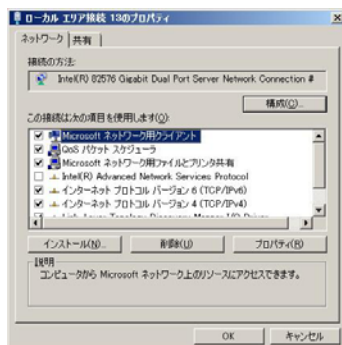 ローカル エリア接続 13のプロパティ
ネットワーク 共有
接続の方法:
Intel(R) 82576 Gigabit Dual Port Server Network Connection #
構成(C)...
この接続は次の項目を使用します(O):
Microsoft ネットワーク用クライアント
QoS パケット スケジューラ
Microsoft ネットワーク用ファイルとプリンタ共有
Intel(R) Advanced Network Services Protocol
インターネット プロトコル バージョン 6 (TCP/IPv6)
インターネット プロトコル バージョン 4 (TCP/IPv4)
Link-Layer Topology Discovery Mapper I/O Driver
インストール(N)... 削除(U) プロパティ(R)
説明
コンピュータから Microsoft ネットワーク上のリソースにアクセスできます。
OK キャンセル